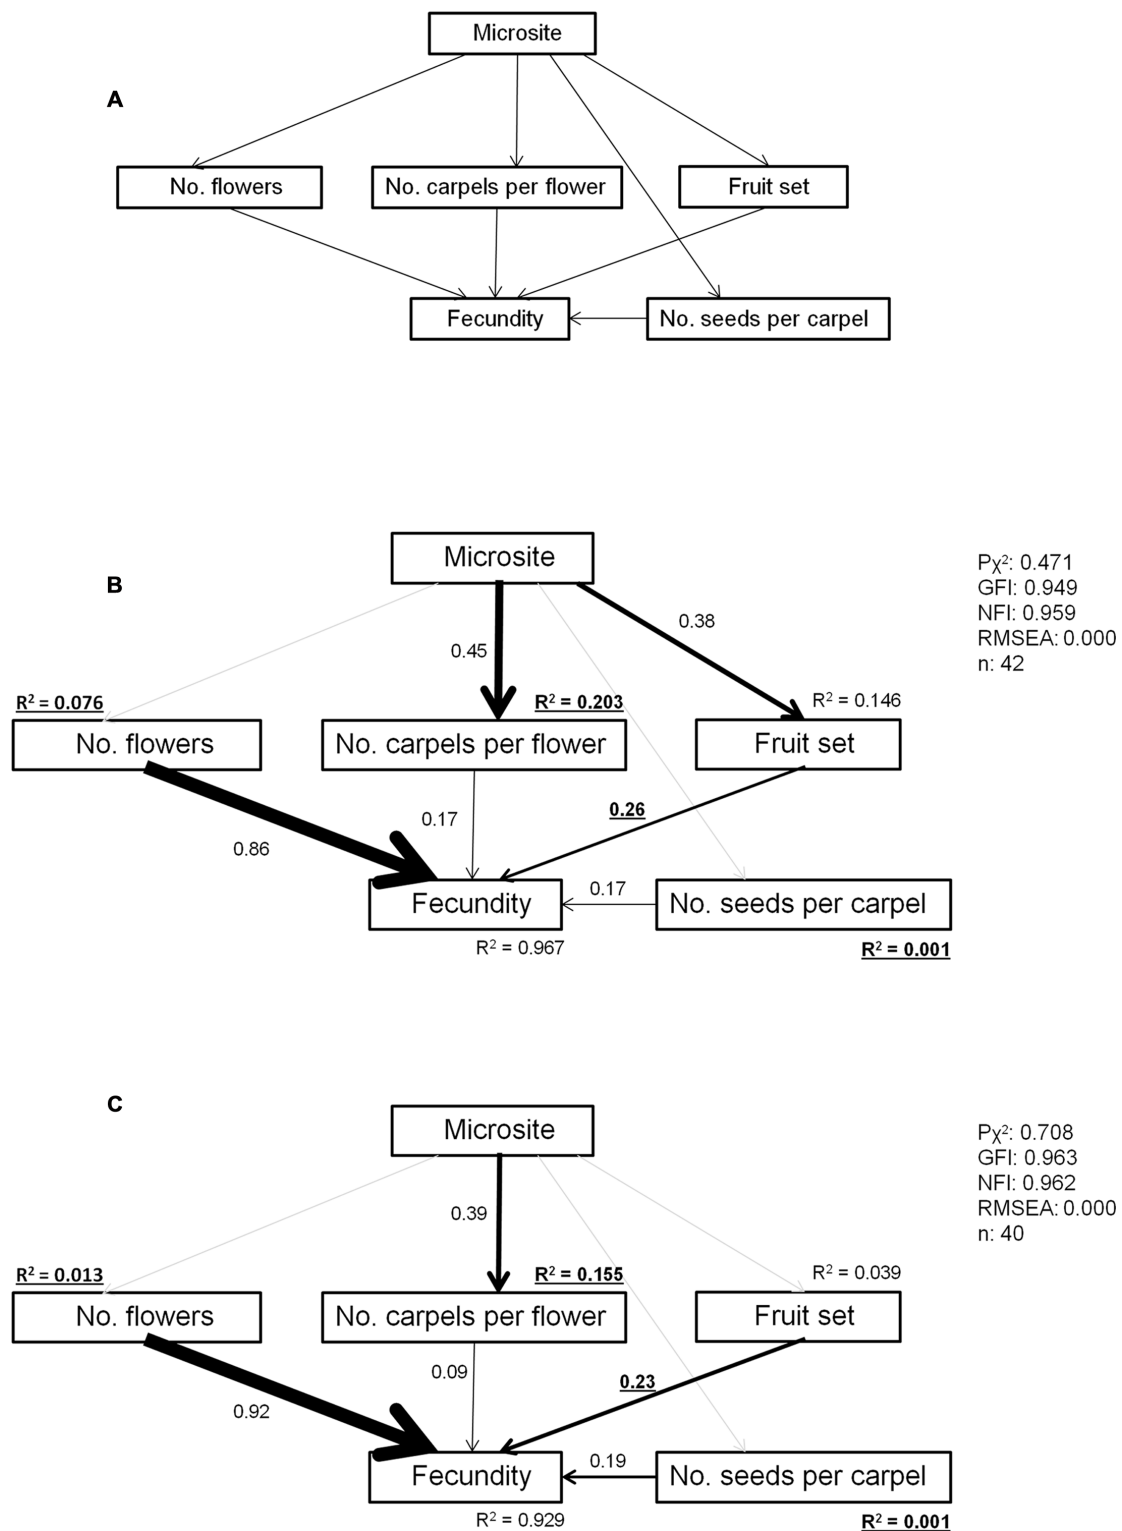 Microsite
A
No. flowers
No. carpels per flower
Fruit set
Fecundity
No. seeds per carpel
Microsite
B
Pχ²: 0.471
GFI: 0.949
NFI: 0.959
RMSEA: 0.000
n: 42
0.45
0.38
R² = 0.076
R² = 0.203
R² = 0.146
No. flowers
No. carpels per flower
Fruit set
0.86
0.17
0.26
Fecundity
0.17
No. seeds per carpel
R² = 0.967
R² = 0.001
C
Microsite
Pχ²: 0.708
GFI: 0.963
NFI: 0.962
RMSEA: 0.000
n: 40
0.39
R² = 0.013
R² = 0.155
R² = 0.039
No. flowers
No. carpels per flower
Fruit set
0.92
0.09
0.23
Fecundity
0.19
No. seeds per carpel
R² = 0.929
R² = 0.001